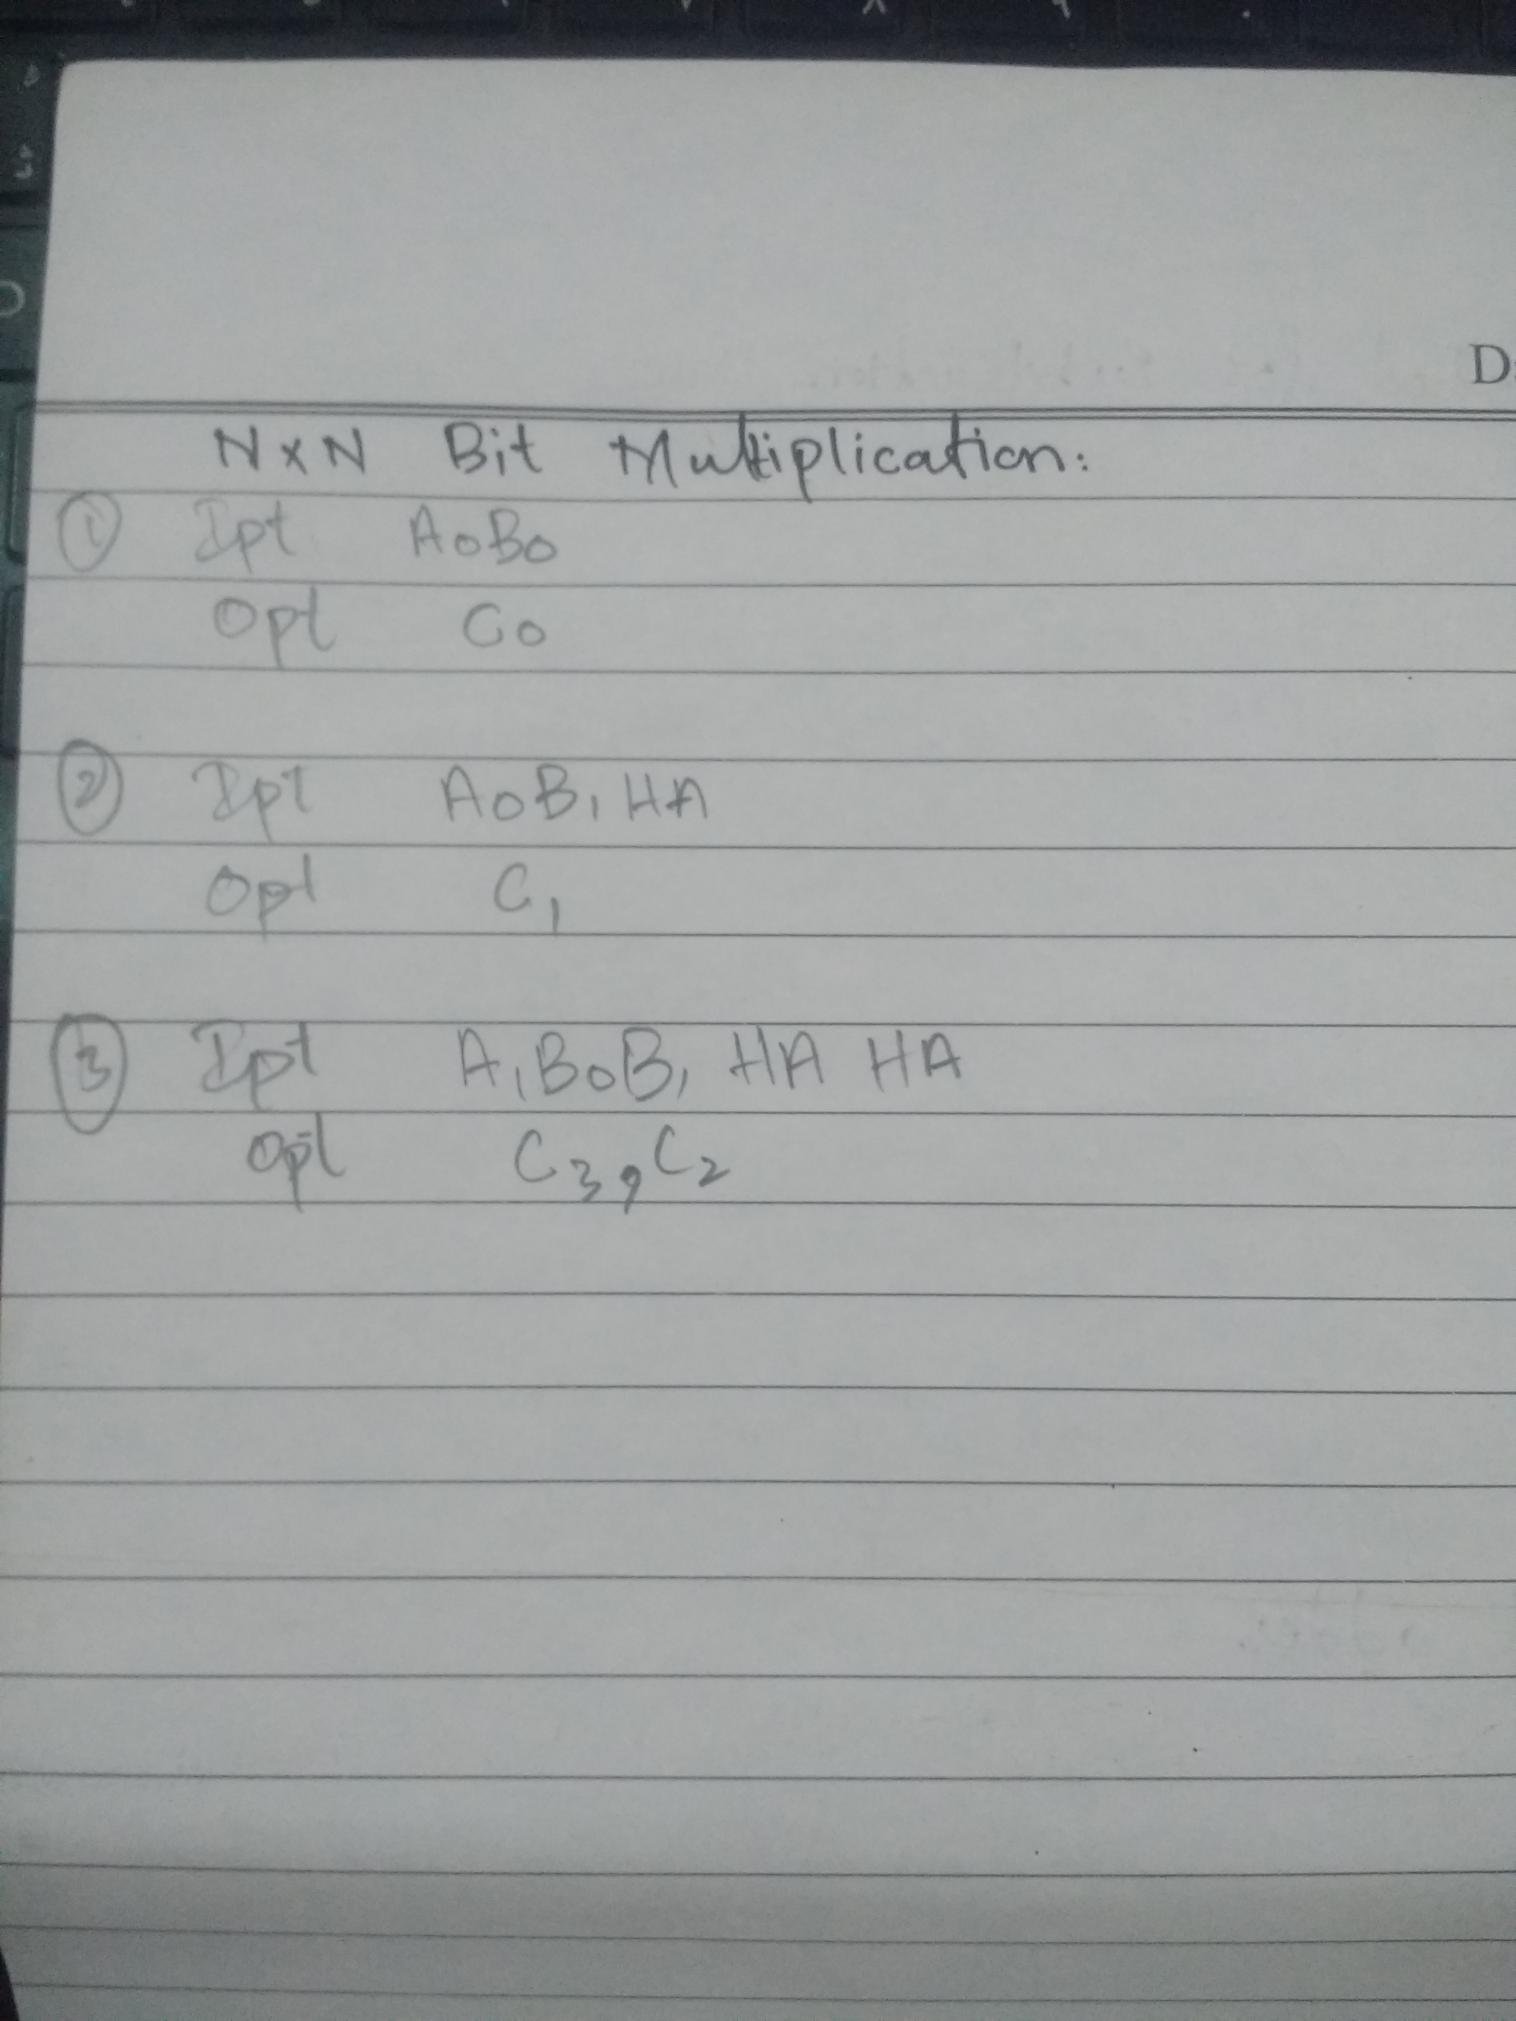 D
N×N Bit Multiplication:
① Ipt A0B0
Opt C0
② Ipt A0B1 HA
Opt C1
③ Ipt A1B0B1 HA HA
Opt C3, C2